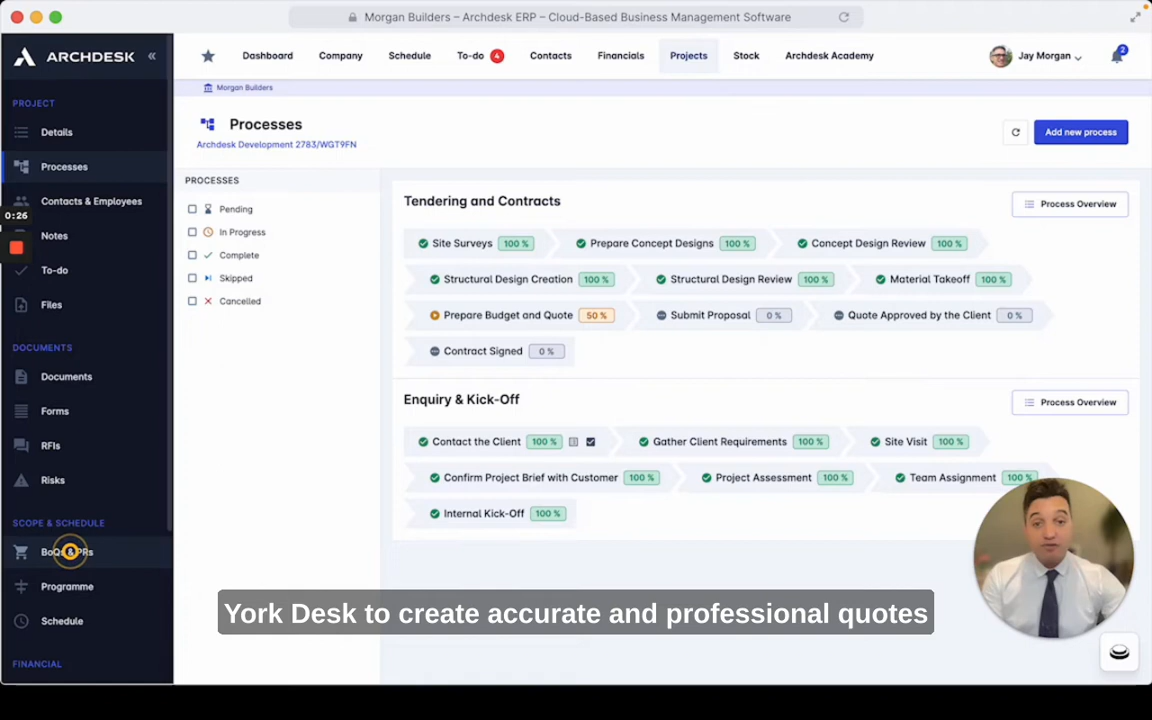 Morgan Builders – Archdesk ERP – Cloud-Based Business Management Software
ARCHDESK
Dashboard Company Schedule To-do 4 Contacts Financials Projects Stock Archdesk Academy Jay Morgan 2
Morgan Builders
PROJECT
Details
Processes
Contacts & Employees
0:26
Notes
To-do
Files
DOCUMENTS
Documents
Forms
RFIs
Risks
SCOPE & SCHEDULE
BoQs & PRs
Programme
Schedule
FINANCIAL
Processes
Archdesk Development 2783/WGT9FN
Add new process
PROCESSES
Pending
In Progress
Complete
Skipped
Cancelled
Tendering and Contracts
Process Overview
Site Surveys 100 % Prepare Concept Designs 100 % Concept Design Review 100 %
Structural Design Creation 100 % Structural Design Review 100 % Material Takeoff 100 %
Prepare Budget and Quote 50 % Submit Proposal 0 % Quote Approved by the Client 0 %
Contract Signed 0 %
Enquiry & Kick-Off
Process Overview
Contact the Client 100 % Gather Client Requirements 100 % Site Visit 100 %
Confirm Project Brief with Customer 100 % Project Assessment 100 % Team Assignment 100 %
Internal Kick-Off 100 %
York Desk to create accurate and professional quotes